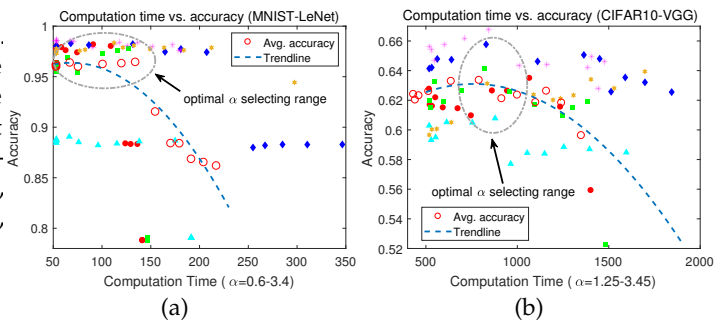 Computation time vs. accuracy (MNIST-LeNet)
1
0.95
0.9
0.85
0.8
Accuracy
Avg. accuracy
Trendline
optimal α selecting range
50 100 150 200 250 300 350
Computation Time ( α=0.6-3.4)
(a)
Computation time vs. accuracy (CIFAR10-VGG)
0.66
0.64
0.62
0.6
0.58
0.56
0.54
0.52
Accuracy
optimal α selecting range
Avg. accuracy
Trendline
500 1000 1500 2000
Computation Time ( α=1.25-3.45)
(b)